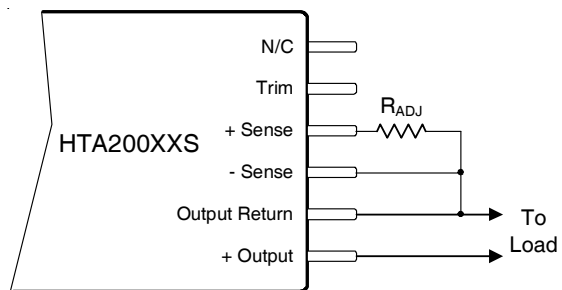 N/C
Trim
R_ADJ
+ Sense
HTA200XXS
- Sense
Output Return
To
Load
+ Output